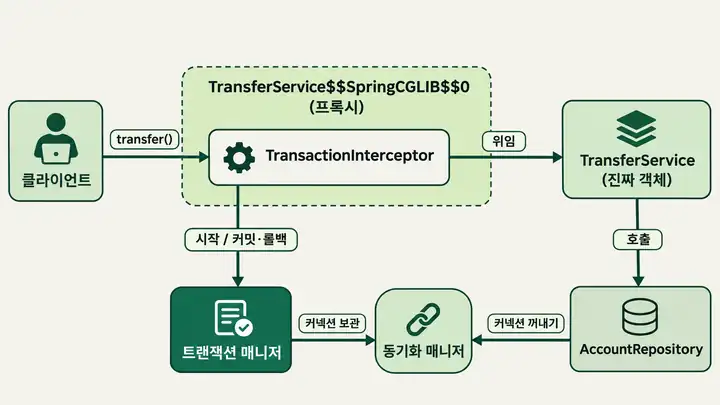 TransferService$$SpringCGLIB$$0
(프록시)
클라이언트
transfer()
TransactionInterceptor
위임
TransferService
(진짜 객체)
시작 / 커밋·롤백
호출
트랜잭션 매니저
커넥션 보관
동기화 매니저
커넥션 꺼내기
AccountRepository